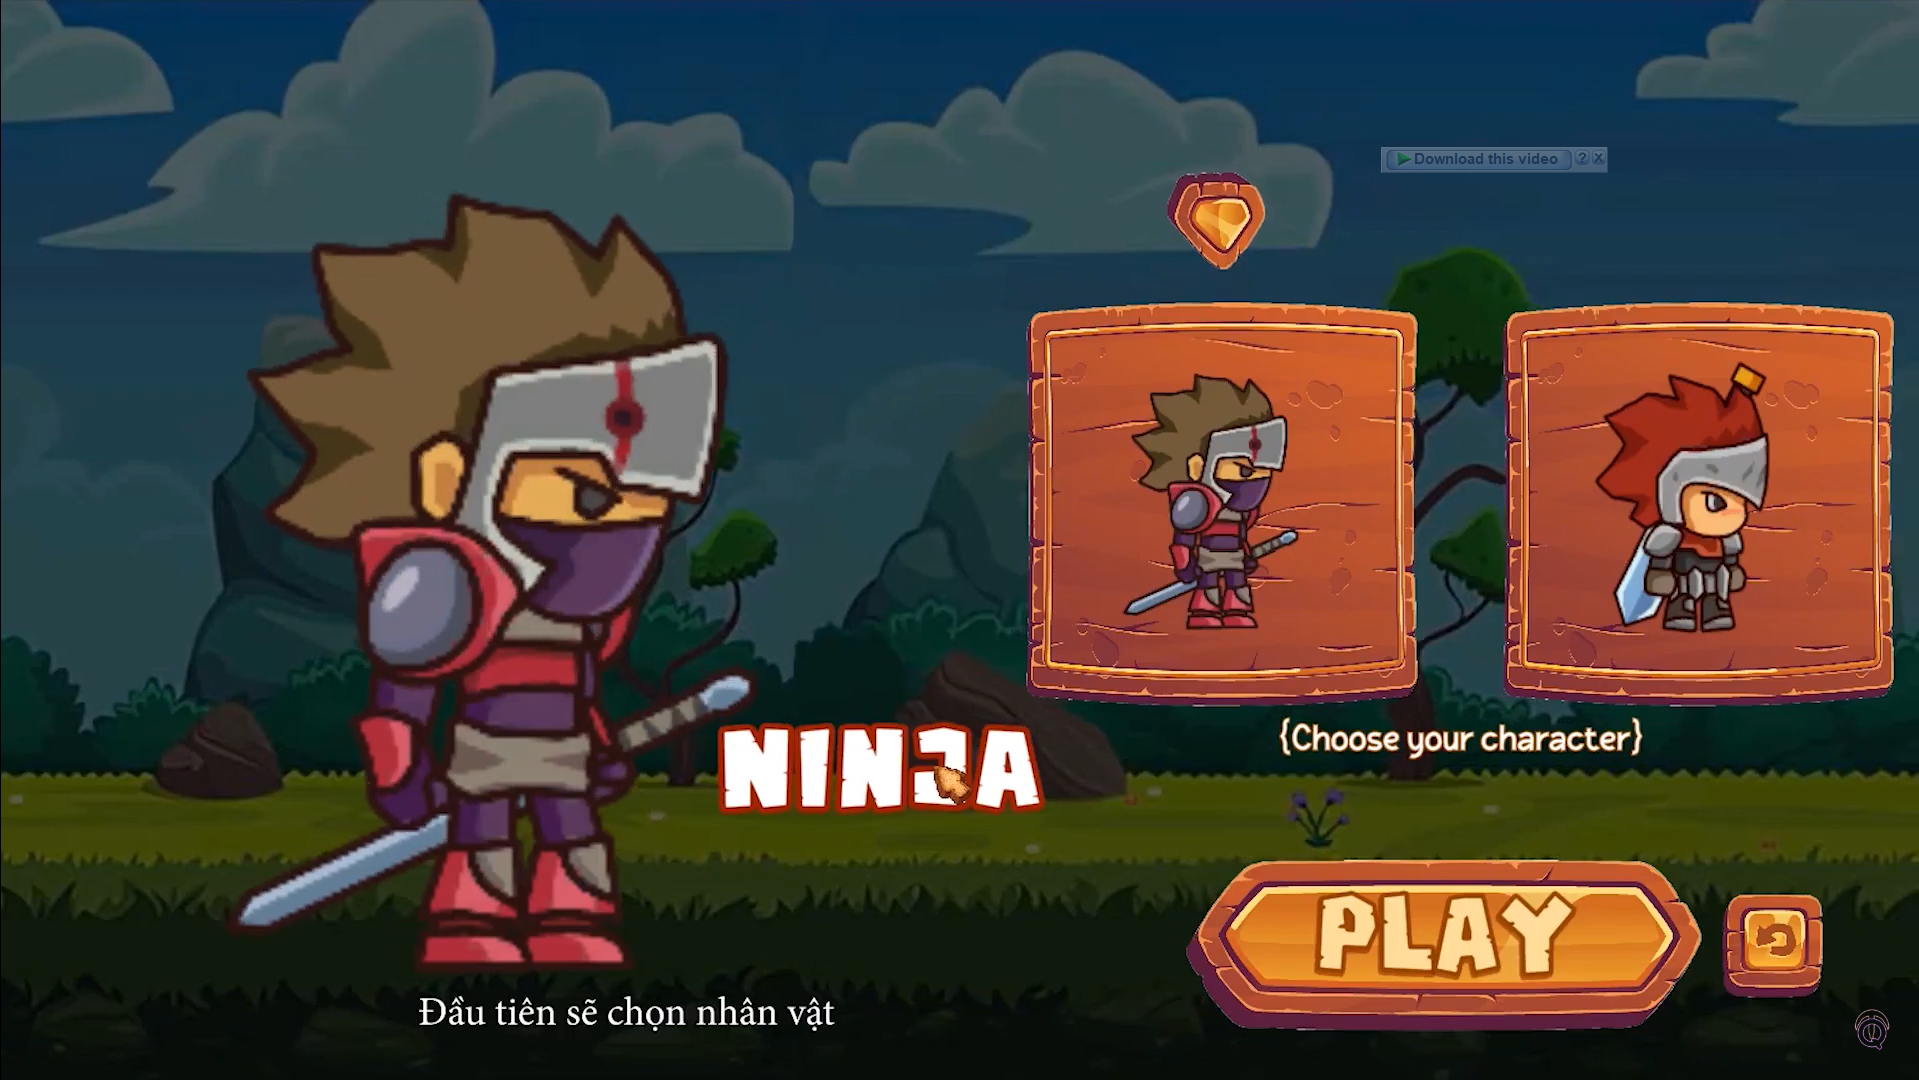 Download this video ? X
NINJA
{Choose your character}
PLAY
Đầu tiên sẽ chọn nhân vật